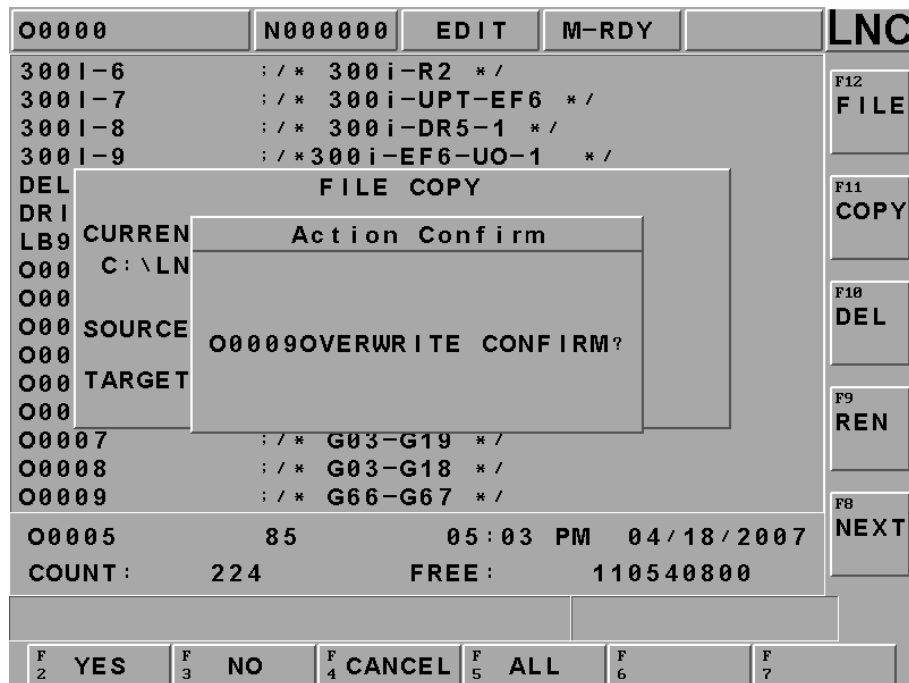 O0000 N000000 EDIT M-RDY LNC
300I-6 ;/* 300i-R2 */
300I-7 ;/* 300i-UPT-EF6 */
300I-8 ;/* 300i-DR5-1 */
300I-9 ;/*300i-EF6-UO-1 */
DEL
DRI
LB9
O00
O00
O00
O00
O00
O00
FILE COPY
CURREN
C:\LN
SOURCE
TARGET
Action Confirm
O0009OVERWRITE CONFIRM?
O0007 ;/* G03-G19 */
O0008 ;/* G03-G18 */
O0009 ;/* G66-G67 */
O0005 85 05:03 PM 04/18/2007
COUNT: 224 FREE: 110540800
F12 FILE
F11 COPY
F10 DEL
F9 REN
F8 NEXT
F2 YES F3 NO F4 CANCEL F5 ALL F6 F7